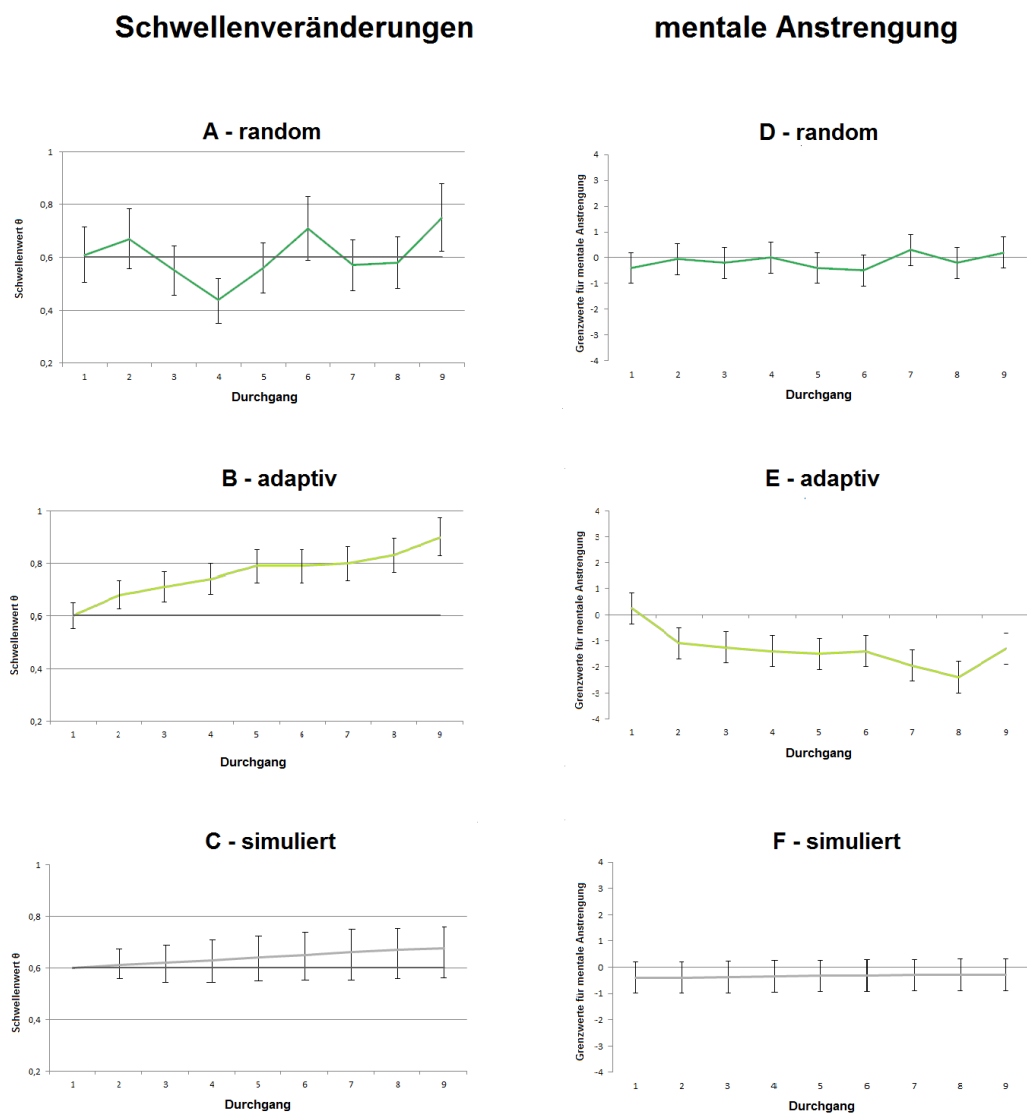 Schwellenveränderungen
mentale Anstrengung
A - random
1
0,8
0,6
0,4
0,2
Schwellenwert θ
1 2 3 4 5 6 7 8 9
Durchgang
D - random
4
3
2
1
0
-1
-2
-3
-4
Grenzwerte für mentale Anstrengung
1 2 3 4 5 6 7 8 9
Durchgang
B - adaptiv
1
0,8
0,6
0,4
0,2
Schwellenwert θ
1 2 3 4 5 6 7 8 9
Durchgang
E - adaptiv
4
3
2
1
0
-1
-2
-3
-4
Grenzwerte für mentale Anstrengung
1 2 3 4 5 6 7 8 9
Durchgang
C - simuliert
1
0,8
0,6
0,4
0,2
Schwellenwert θ
1 2 3 4 5 6 7 8 9
Durchgang
F - simuliert
4
3
2
1
0
-1
-2
-3
-4
Grenzwerte für mentale Anstrengung
1 2 3 4 5 6 7 8 9
Durchgang